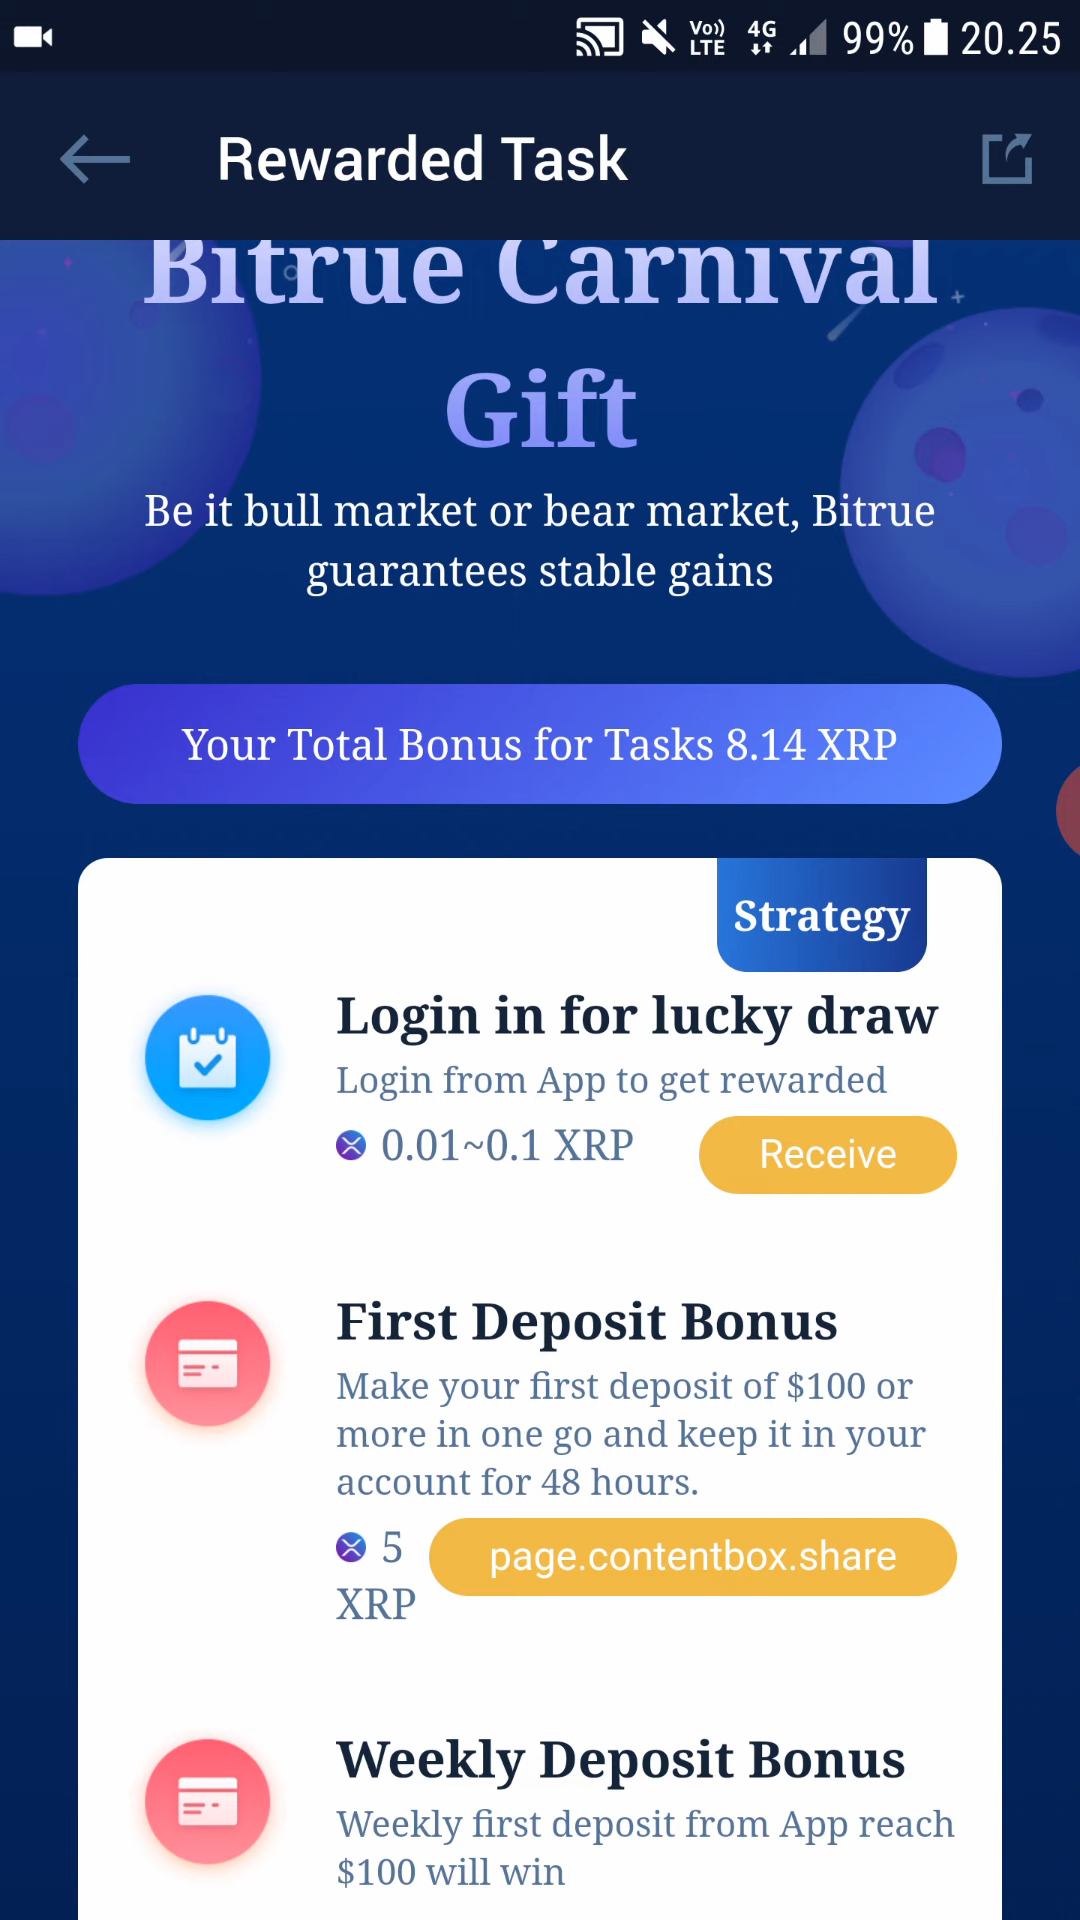 Vo))
LTE
4G
99%
20.25
Rewarded Task
Bitrue Carnival
Gift
Be it bull market or bear market, Bitrue
guarantees stable gains
Your Total Bonus for Tasks 8.14 XRP
Strategy
Login in for lucky draw
Login from App to get rewarded
0.01~0.1 XRP
Receive
First Deposit Bonus
Make your first deposit of $100 or
more in one go and keep it in your
account for 48 hours.
5
XRP
page.contentbox.share
Weekly Deposit Bonus
Weekly first deposit from App reach
$100 will win